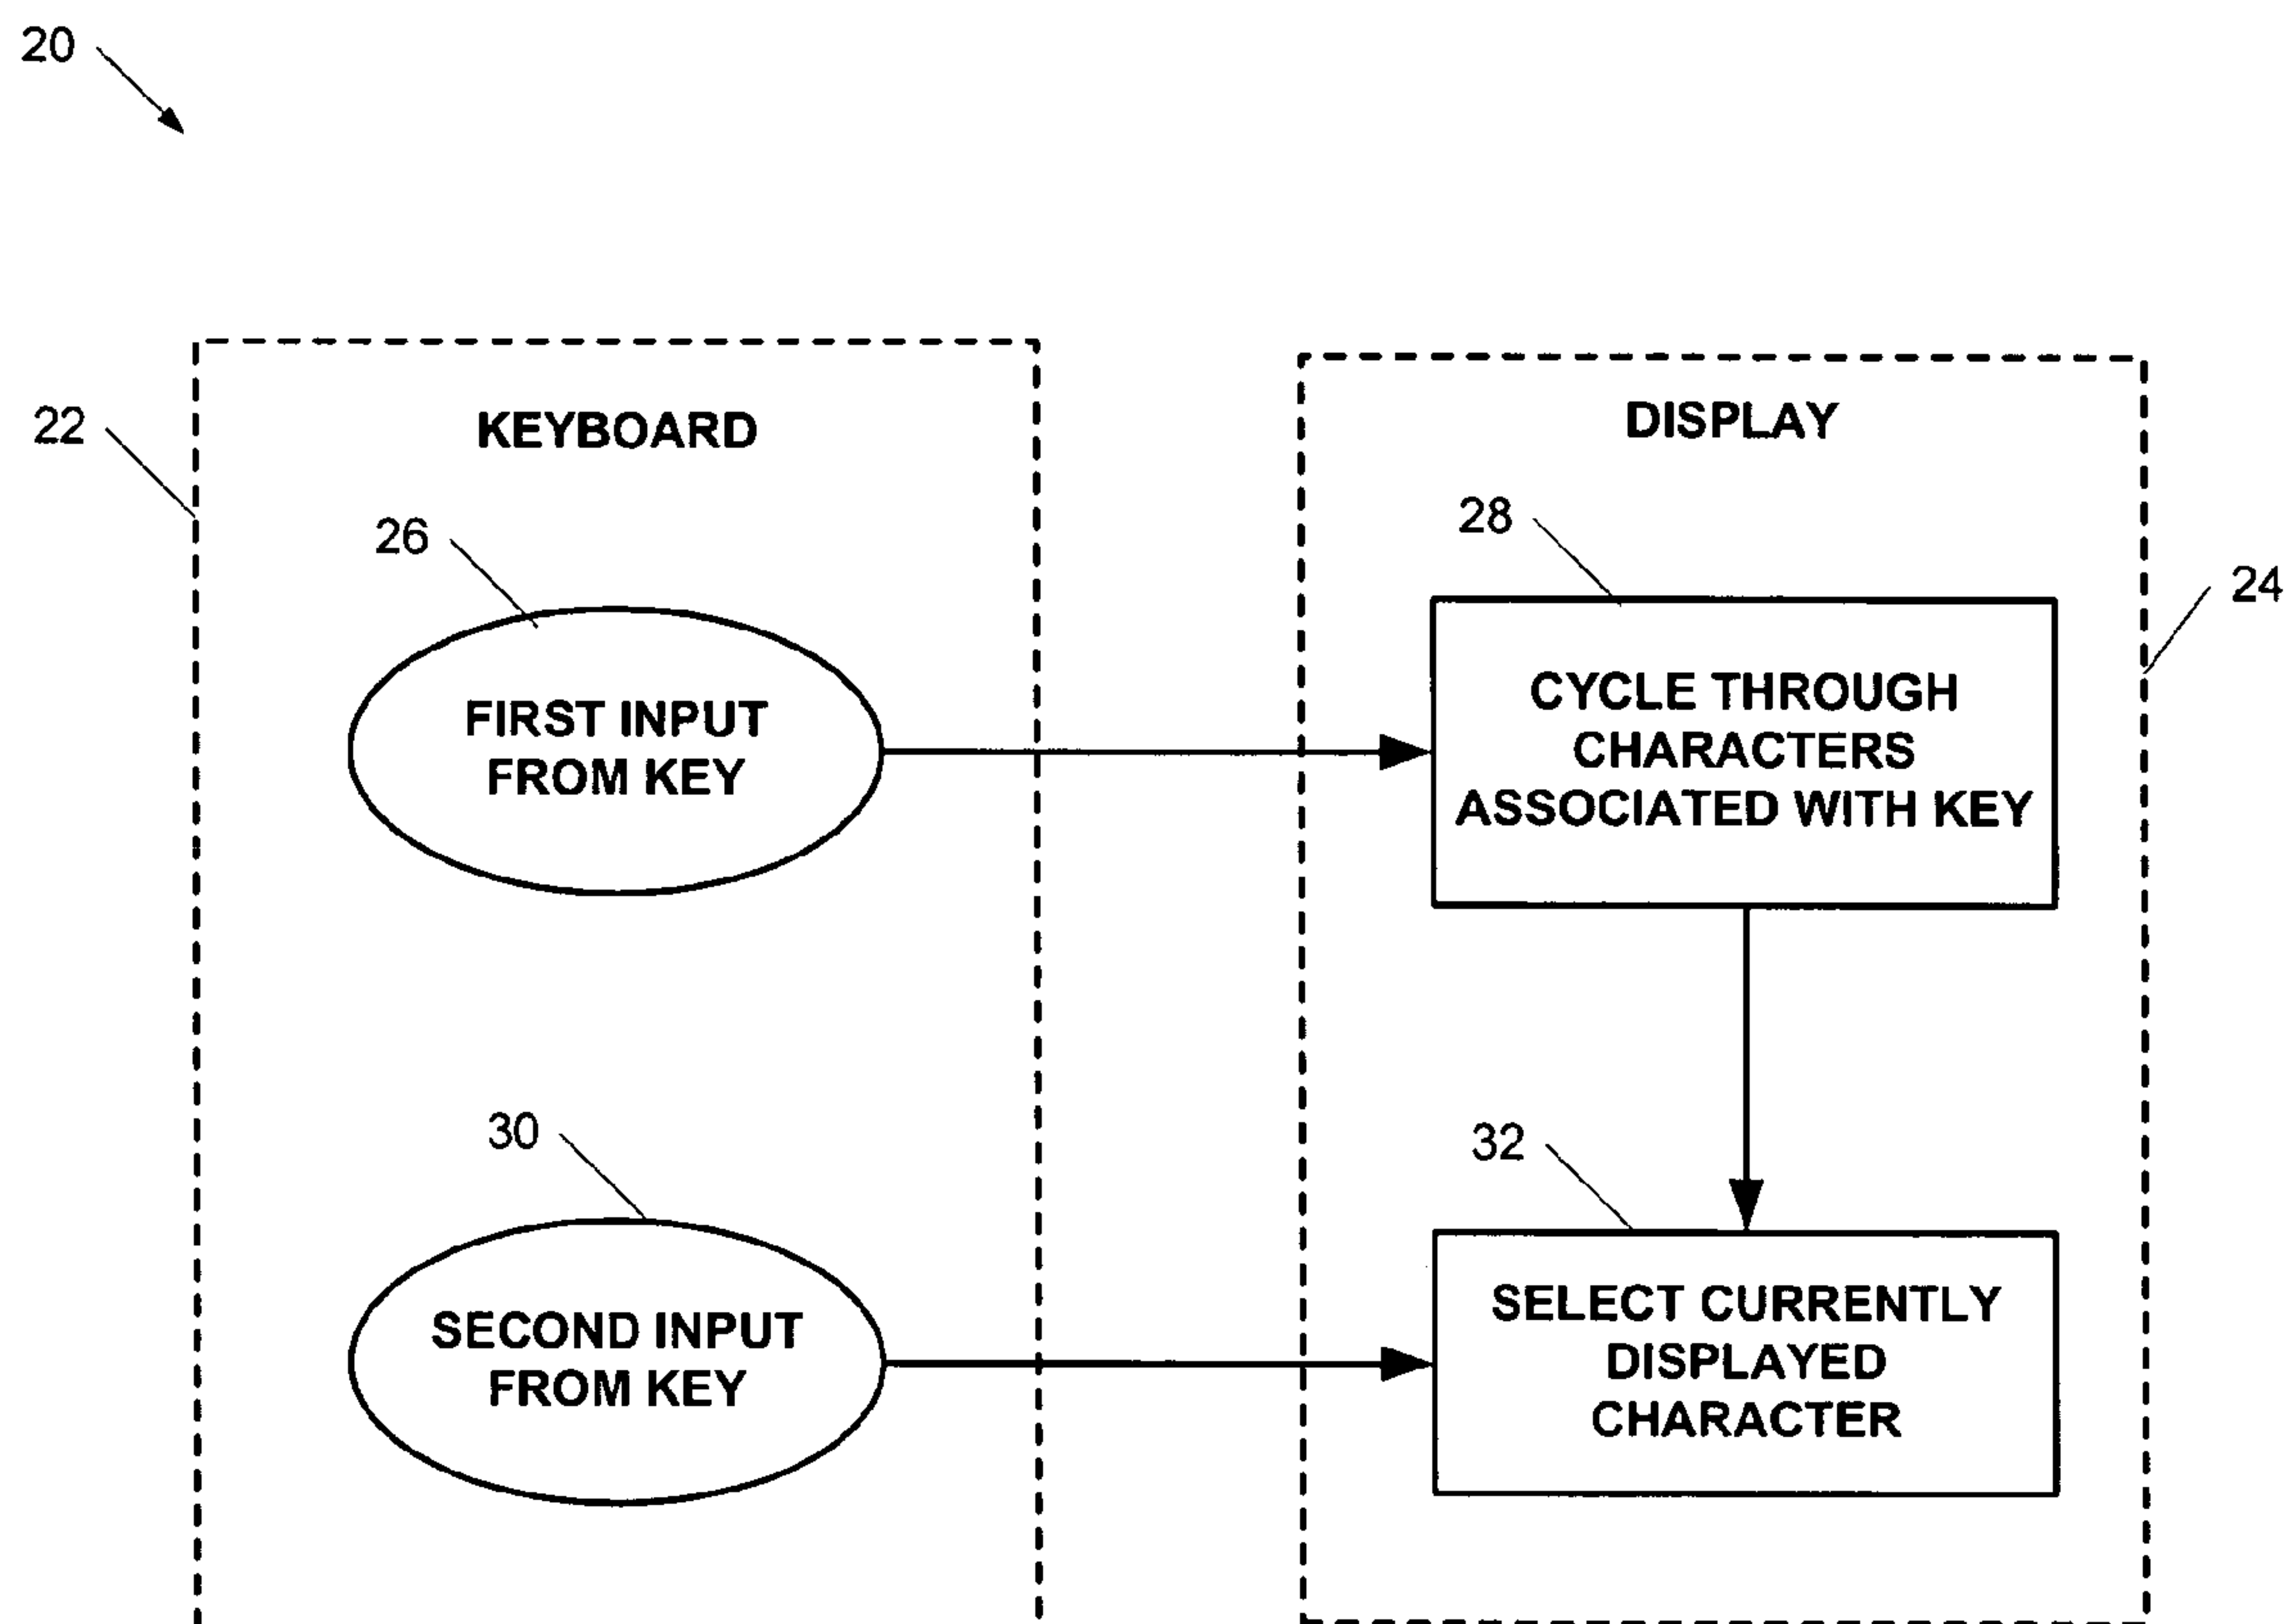 20
22
KEYBOARD
DISPLAY
24
26
FIRST INPUT
FROM KEY
28
CYCLE THROUGH
CHARACTERS
ASSOCIATED WITH KEY
30
SECOND INPUT
FROM KEY
32
SELECT CURRENTLY
DISPLAYED
CHARACTER